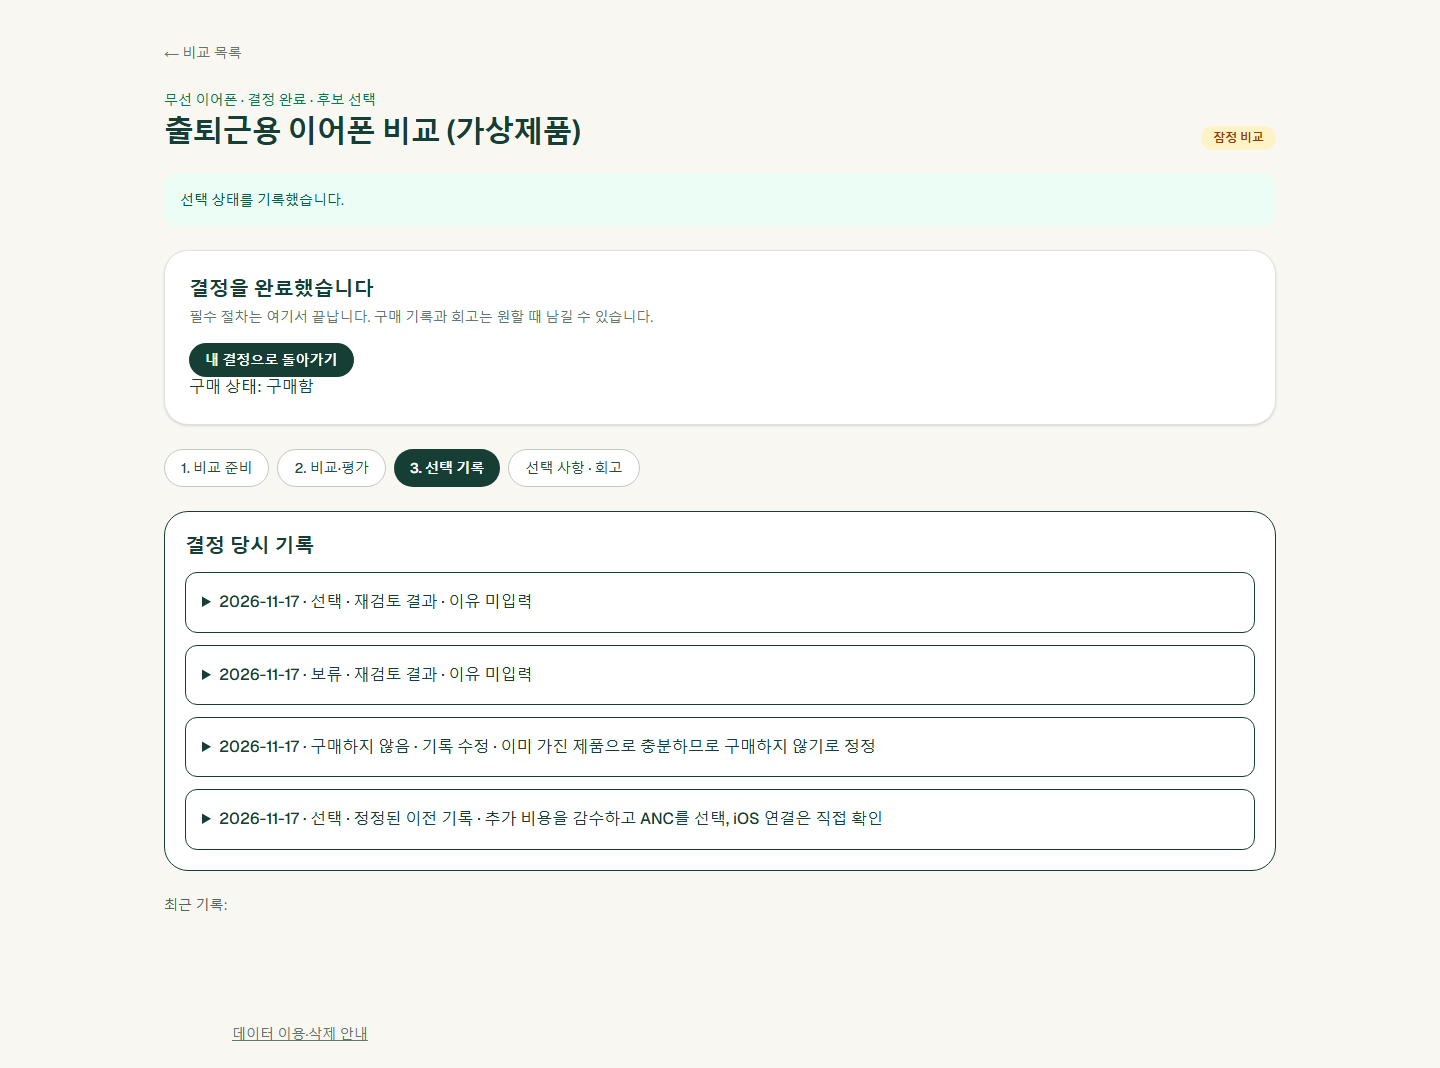 ← 비교 목록
무선 이어폰 · 결정 완료 · 후보 선택
출퇴근용 이어폰 비교 (가상제품)
잠정 비교
선택 상태를 기록했습니다.
결정을 완료했습니다
필수 절차는 여기서 끝납니다. 구매 기록과 회고는 원할 때 남길 수 있습니다.
내 결정으로 돌아가기
구매 상태: 구매함
1. 비교 준비
2. 비교·평가
3. 선택 기록
선택 사항 · 회고
결정 당시 기록
▶ 2026-11-17 · 선택 · 재검토 결과 · 이유 미입력
▶ 2026-11-17 · 보류 · 재검토 결과 · 이유 미입력
▶ 2026-11-17 · 구매하지 않음 · 기록 수정 · 이미 가진 제품으로 충분하므로 구매하지 않기로 정정
▶ 2026-11-17 · 선택 · 정정된 이전 기록 · 추가 비용을 감수하고 ANC를 선택, iOS 연결은 직접 확인
최근 기록:
데이터 이용·삭제 안내